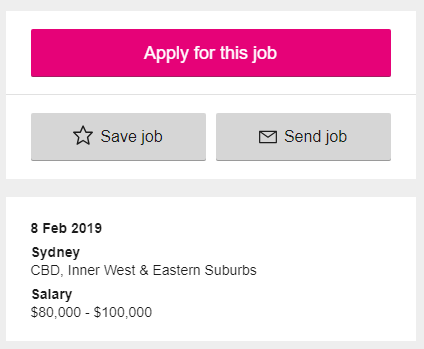 Apply for this job
Save job
Send job
8 Feb 2019
Sydney
CBD, Inner West & Eastern Suburbs
Salary
$80,000 - $100,000